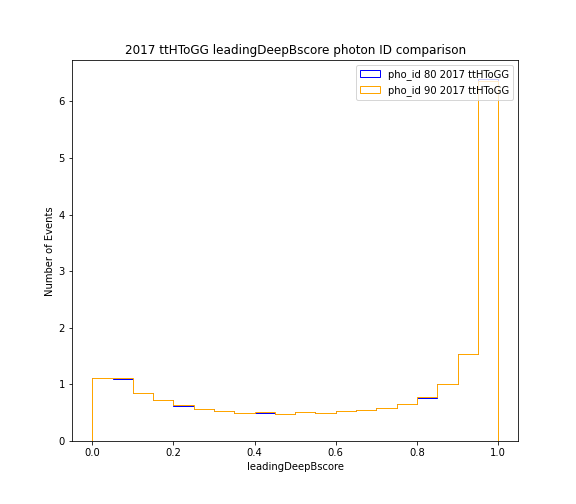 2017 ttHToGG leadingDeepBscore photon ID comparison
pho_id 80 2017 ttHToGG
pho_id 90 2017 ttHToGG
Number of Events
6
5
4
3
2
1
0
0.0 0.2 0.4 0.6 0.8 1.0
leadingDeepBscore